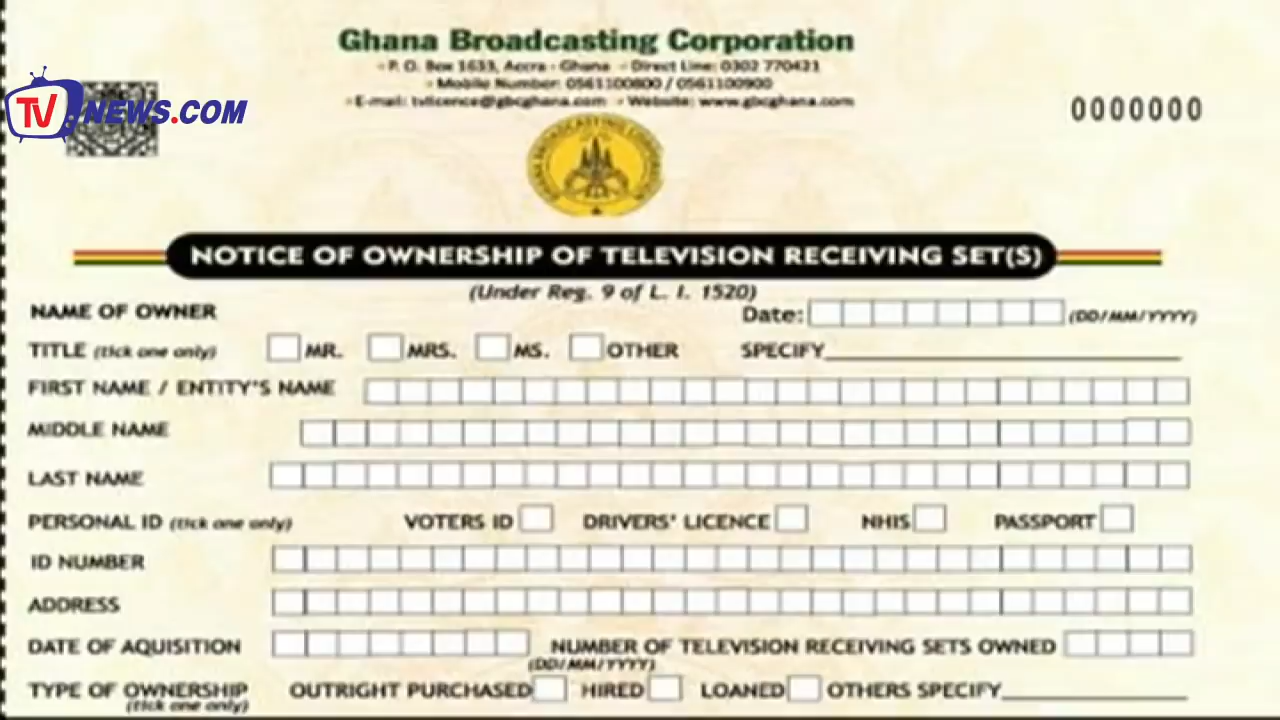 Ghana Broadcasting Corporation
P. O. Box 1633, Accra - Ghana Direct Line: 0302 770421
Mobile Number: 0561100800 / 0561100900
E-mail: tvlicence@gbcghana.com Website: www.gbcghana.com
TV NEWS.COM
0000000
GHANA BROADCASTING CORPORATION
NOTICE OF OWNERSHIP OF TELEVISION RECEIVING SET(S)
(Under Reg. 9 of L. I. 1520)
NAME OF OWNER Date: (DD/MM/YYYY)
TITLE (tick one only) MR. MRS. MS. OTHER SPECIFY
FIRST NAME / ENTITY'S NAME
MIDDLE NAME
LAST NAME
PERSONAL ID (tick one only) VOTERS ID DRIVERS' LICENCE NHIS PASSPORT
ID NUMBER
ADDRESS
DATE OF AQUISITION NUMBER OF TELEVISION RECEIVING SETS OWNED
(DD/MM/YYYY)
TYPE OF OWNERSHIP OUTRIGHT PURCHASED HIRED LOANED OTHERS SPECIFY
(tick one only)